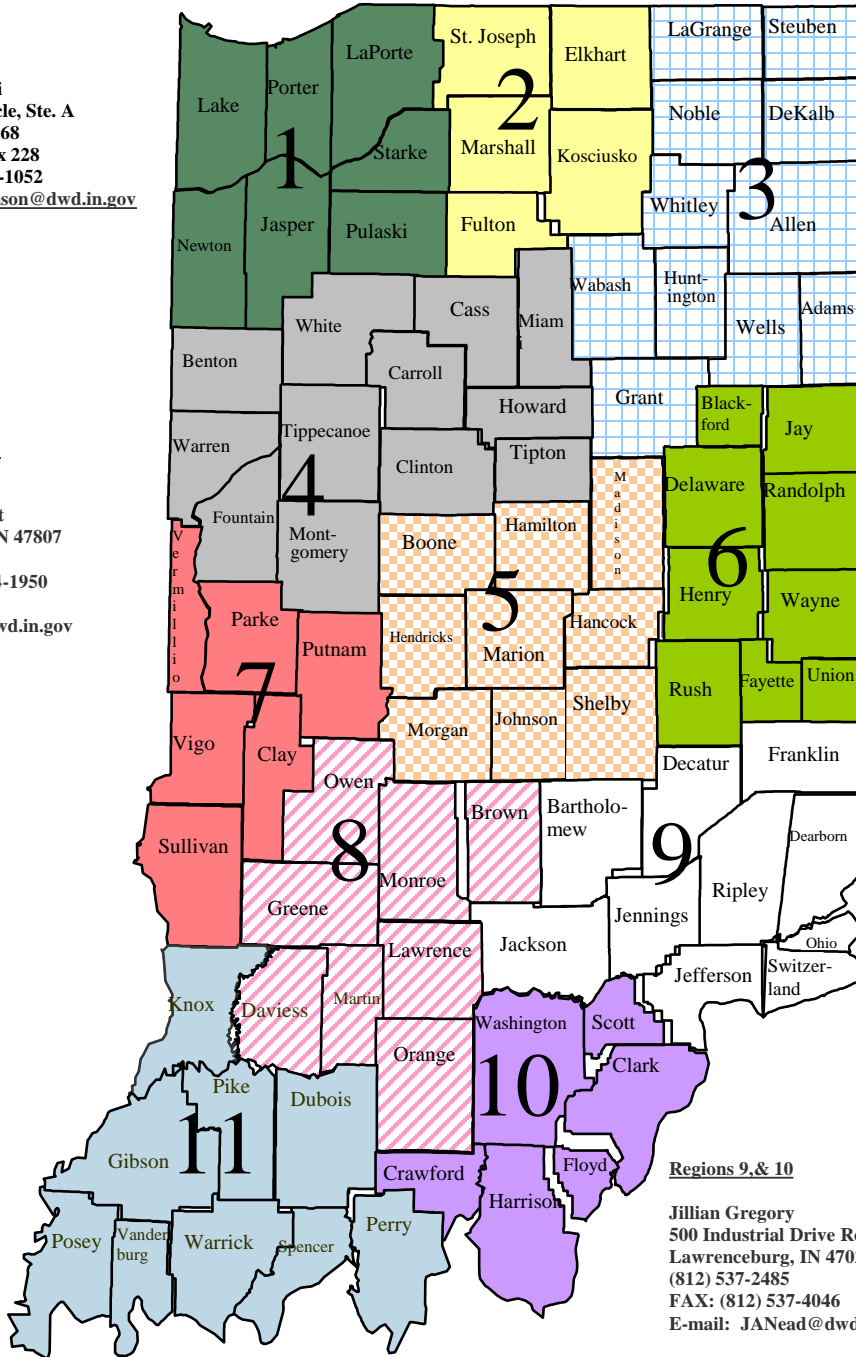 i
cle, Ste. A
68
x 228
-1052
nson@dwd.in.gov
t
N 47807
4-1950
wd.in.gov
LaGrange
Steuben
St. Joseph
Elkhart
LaPorte
Lake
Porter
2
Noble
DeKalb
1
Starke
Marshall
Kosciusko
3
Whitley
Allen
Newton
Jasper
Pulaski
Fulton
Wabash
Hunt-
ington
White
Cass
Miam
i
Wells
Adams
Benton
Carroll
Grant
Howard
Black-
ford
Jay
Warren
Tippecanoe
Clinton
Tipton
4
Madison
Delaware
Randolph
Fountain
Mont-
gomery
Boone
Hamilton
6
Vermillio
5
Henry
Wayne
Parke
Putnam
Hendricks
Marion
Hancock
7
Rush
Fayette
Union
Vigo
Clay
Morgan
Johnson
Shelby
Decatur
Franklin
Owen
Brown
Bartholo-
mew
Dearborn
Sullivan
8
Monroe
9
Ripley
Greene
Jennings
Lawrence
Jackson
Ohio
Jefferson
Switzer-
land
Knox
Daviess
Martin
Washington
Scott
Orange
10
Clark
Pike
Dubois
11
Gibson
Crawford
Floyd
Harrison
Posey
Vander
burg
Warrick
Spencer
Perry
Regions 9,& 10
Jillian Gregory
500 Industrial Drive R
Lawrenceburg, IN 470
(812) 537-2485
FAX: (812) 537-4046
E-mail: JANead@dwd